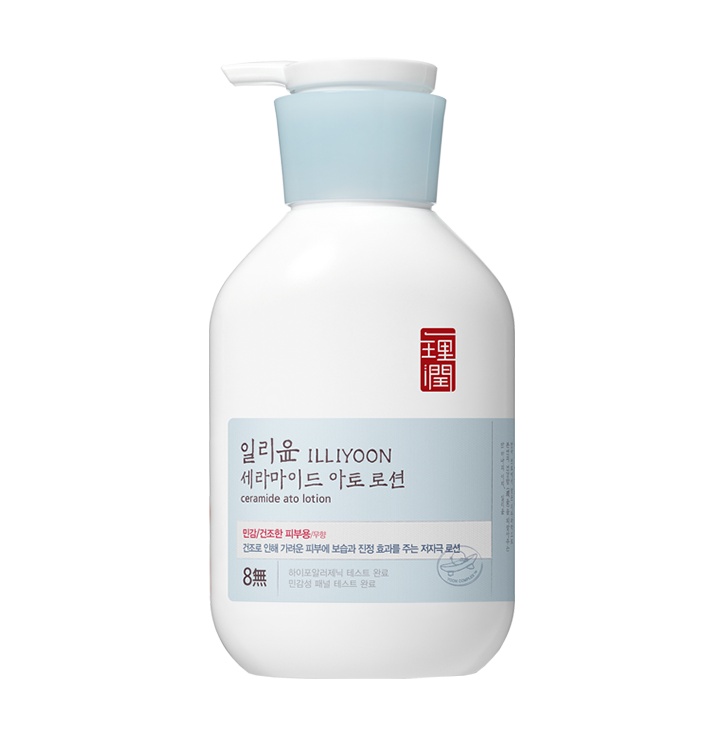 一理潤
일리윤 ILLIYOON
세라마이드 아토 로션
ceramide ato lotion
민감/건조한 피부용/무향
건조로 인해 가려운 피부에 보습과 진정 효과를 주는 저자극 로션
8無
하이포알러제닉 테스트 완료
민감성 패널 테스트 완료